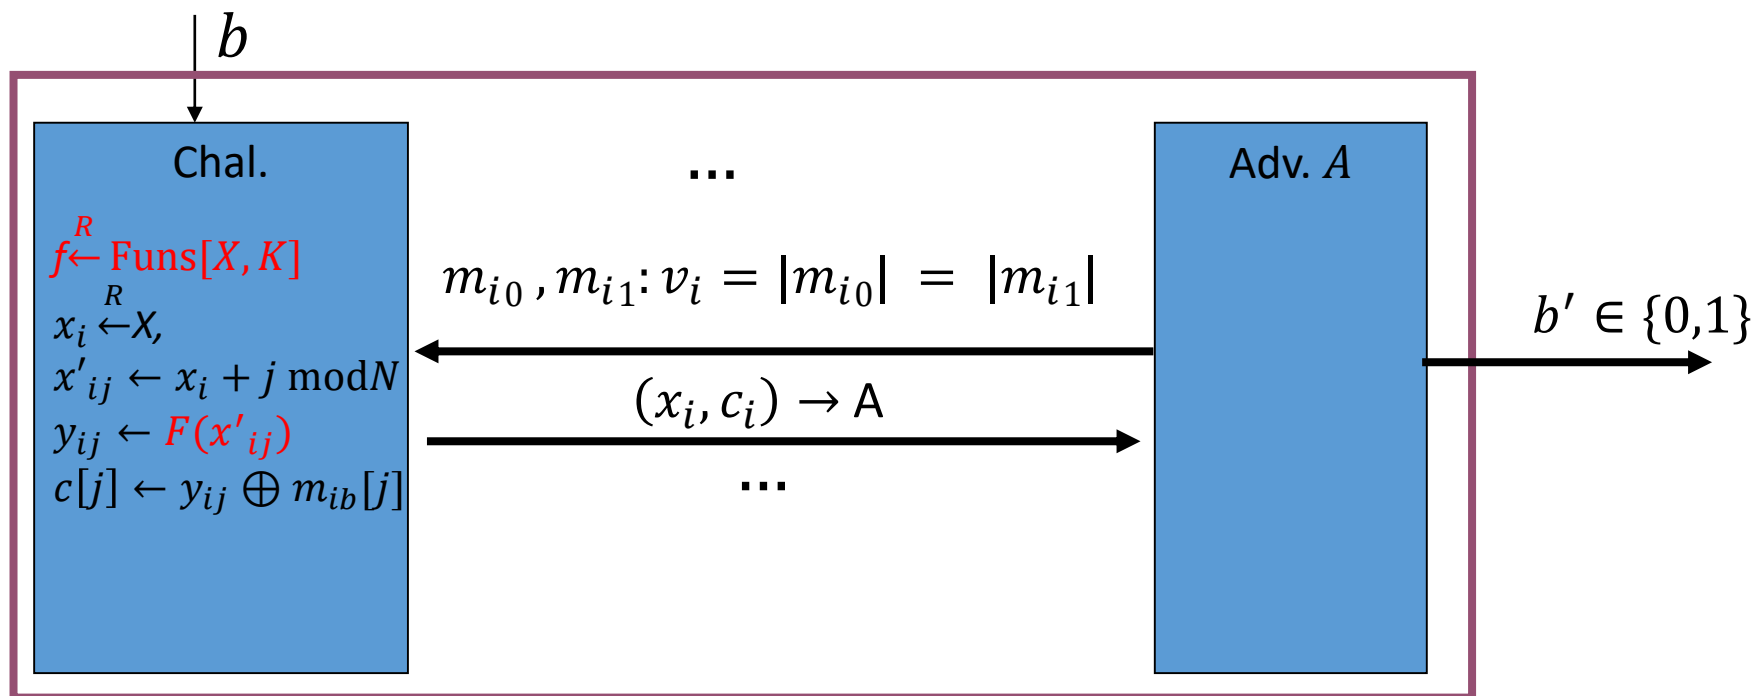 b
Chal.
f ←R Funs[X, K]
x_i ←R X,
x'_{ij} ← x_i + j modN
y_{ij} ← F(x'_{ij})
c[j] ← y_{ij} ⊕ m_{ib}[j]
...
m_{i0} , m_{i1}: v_i = |m_{i0}| = |m_{i1}|
(x_i, c_i) → A
...
Adv. A
b' ∈ {0,1}